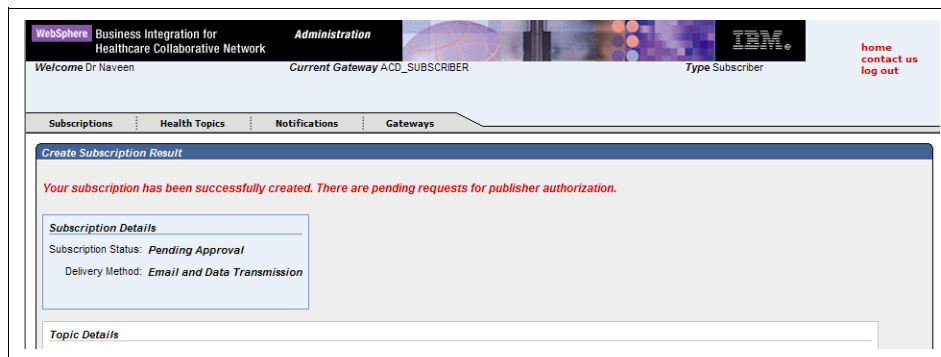 WebSphere Business Integration for Healthcare Collaborative Network
Administration
IBM®
home
contact us
log out
Welcome Dr Naveen
Current Gateway ACD_SUBSCRIBER
Type Subscriber
Subscriptions
Health Topics
Notifications
Gateways
Create Subscription Result
Your subscription has been successfully created. There are pending requests for publisher authorization.
Subscription Details
Subscription Status: Pending Approval
Delivery Method: Email and Data Transmission
Topic Details